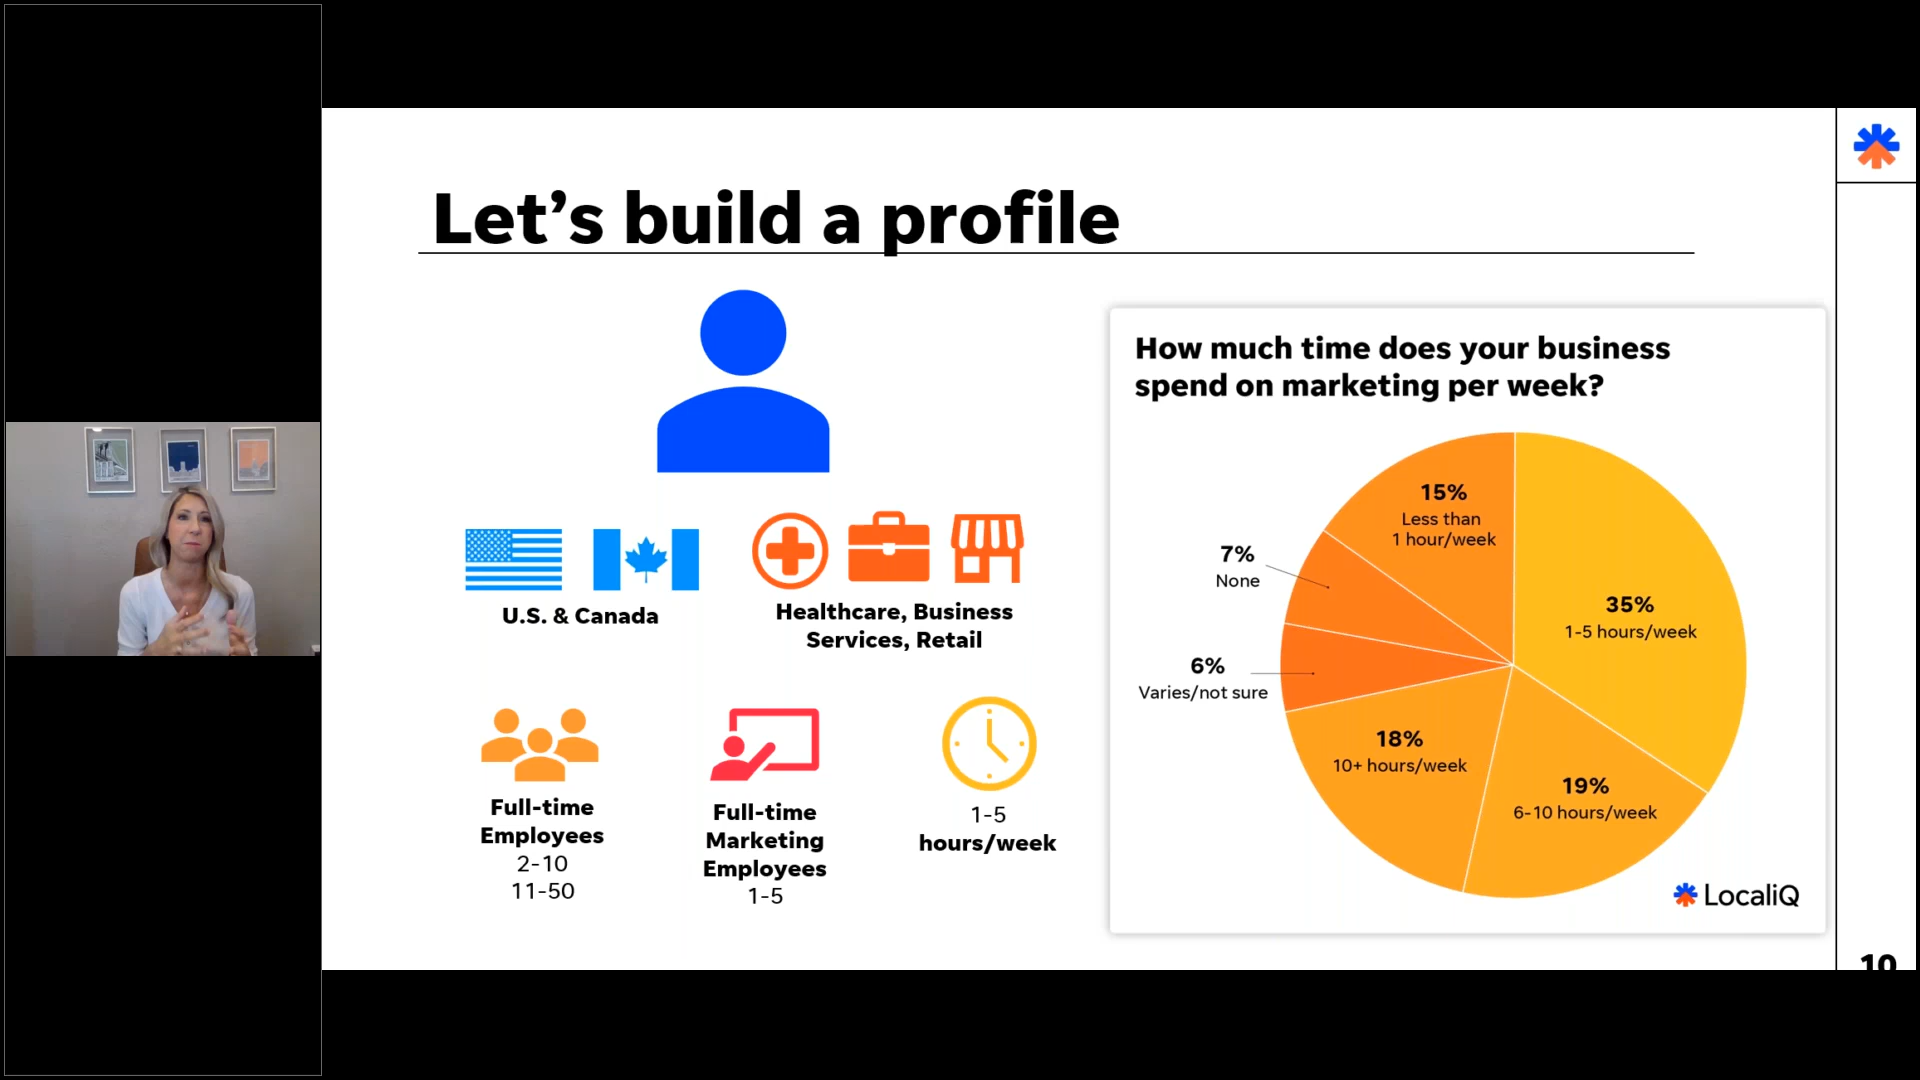 Let’s build a profile
U.S. & Canada
Healthcare, Business
Services, Retail
Full-time
Employees
2-10
11-50
Full-time
Marketing
Employees
1-5
1-5
hours/week
How much time does your business
spend on marketing per week?
15%
Less than
1 hour/week
7%
None
35%
1-5 hours/week
6%
Varies/not sure
18%
10+ hours/week
19%
6-10 hours/week
LocaliQ
10